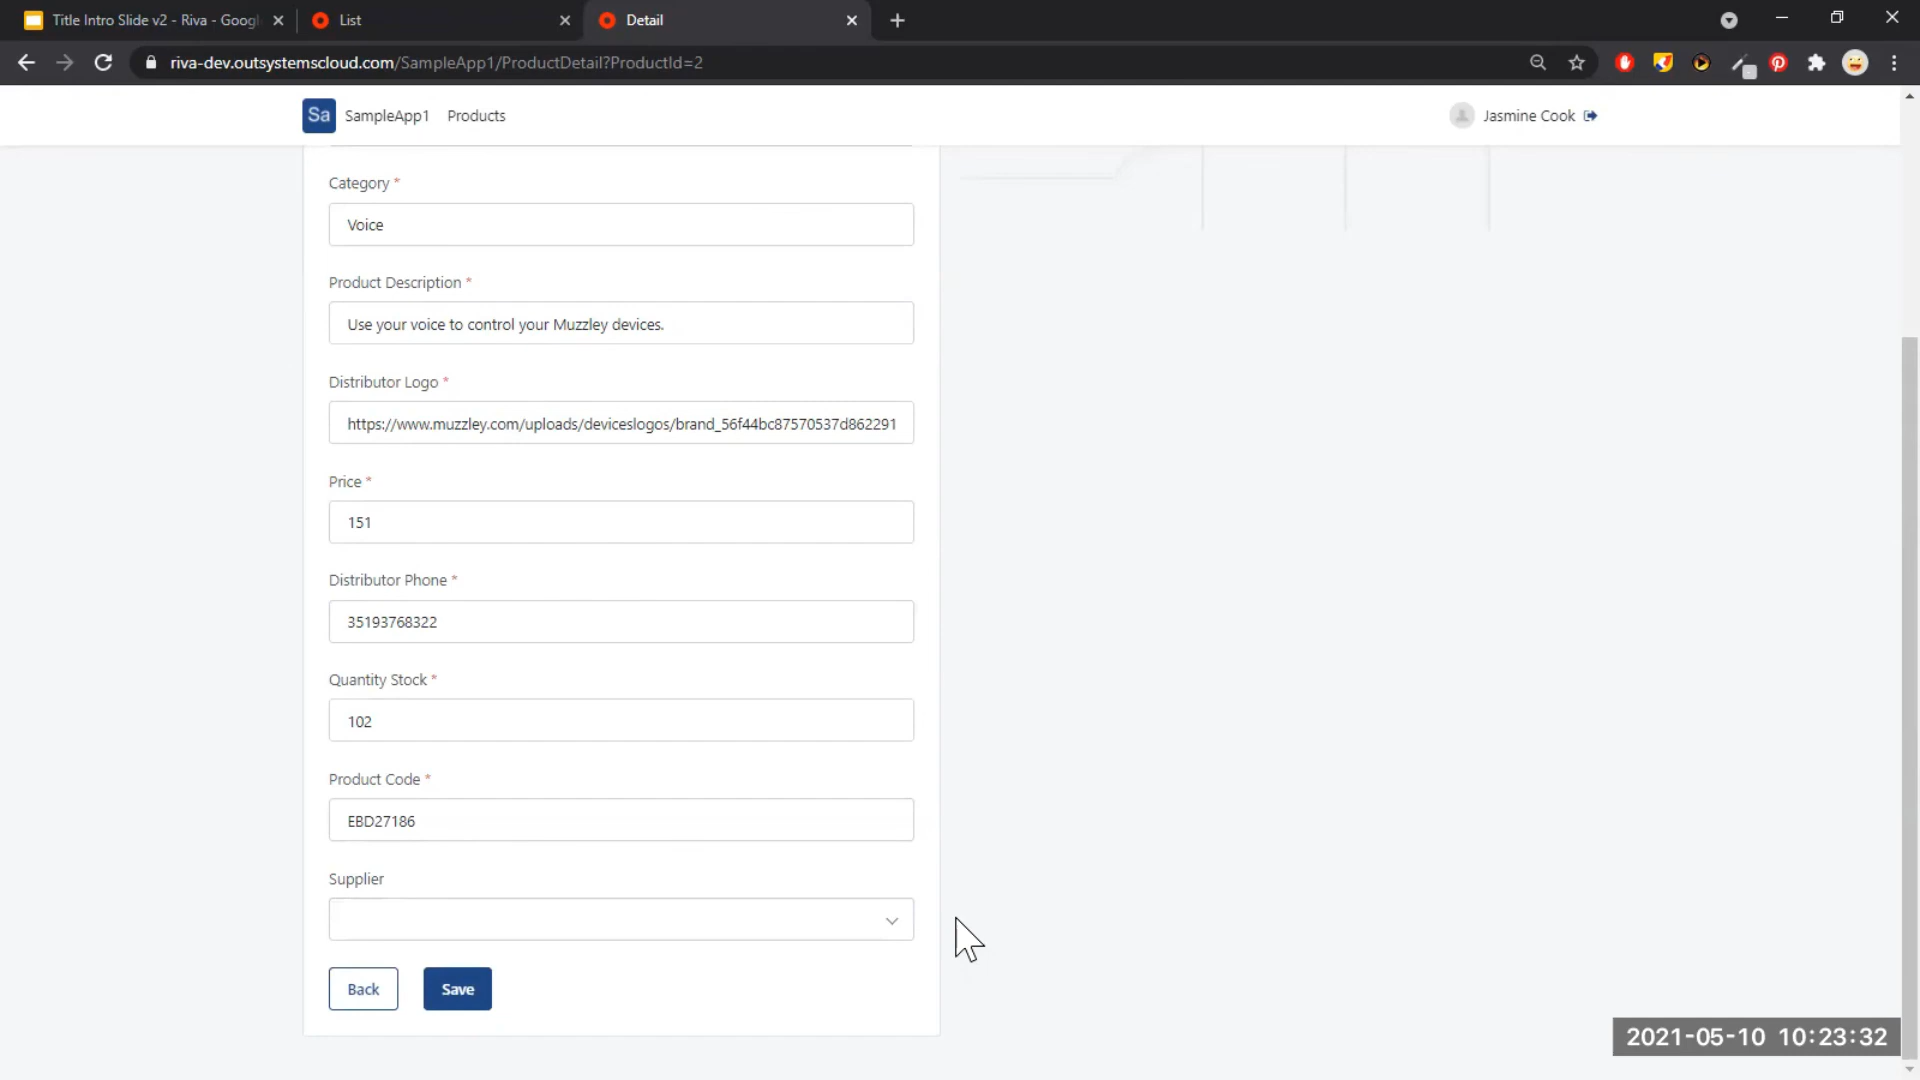 Title Intro Slide v2 - Riva - Goog
List
Detail
riva-dev.outsystemscloud.com/SampleApp1/ProductDetail?ProductId=2
Sa
SampleApp1
Products
Jasmine Cook
Category *
Voice
Product Description *
Use your voice to control your Muzzley devices.
Distributor Logo *
https://www.muzzley.com/uploads/deviceslogos/brand_56f44bc87570537d862291
Price *
151
Distributor Phone *
35193768322
Quantity Stock *
102
Product Code *
EBD27186
Supplier
Back
Save
2021-05-10 10:23:32